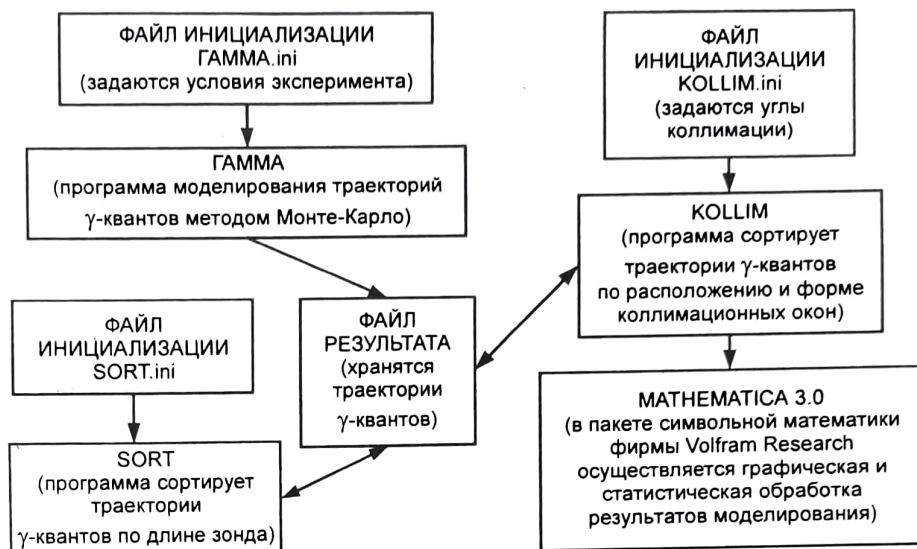 ФАЙЛ ИНИЦИАЛИЗАЦИИ
ГАММА.ini
(задаются условия эксперимента)
ГАММА
(программа моделирования траекторий
γ-квантов методом Монте-Карло)
ФАЙЛ
ИНИЦИАЛИЗАЦИИ
SORT.ini
SORT
(программа сортирует
траектории
γ-квантов по длине зонда)
ФАЙЛ
РЕЗУЛЬТАТА
(хранятся
траектории
γ-квантов)
ФАЙЛ
ИНИЦИАЛИЗАЦИИ
KOLLIM.ini
(задаются углы
коллимации)
KOLLIM
(программа сортирует
траектории γ-квантов
по расположению и форме
коллимационных окон)
MATHEMATICA 3.0
(в пакете символьной математики
фирмы Volfram Research
осуществляется графическая и
статистическая обработка
результатов моделирования)